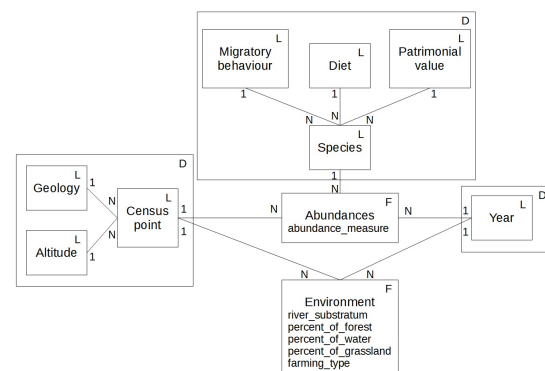 D
L
Migratory
behaviour
L
Diet
L
Patrimonial
value
1
1
1
N
N
N
L
Species
1
N
D
L
Geology
1
N
L
Census
point
L
Altitude
N
1
1
1
N
F
Abundances
abundance_measure
N
D
L
Year
1
1
N
N
F
Environment
river_substratum
percent_of_forest
percent_of_water
percent_of_grassland
farming_type